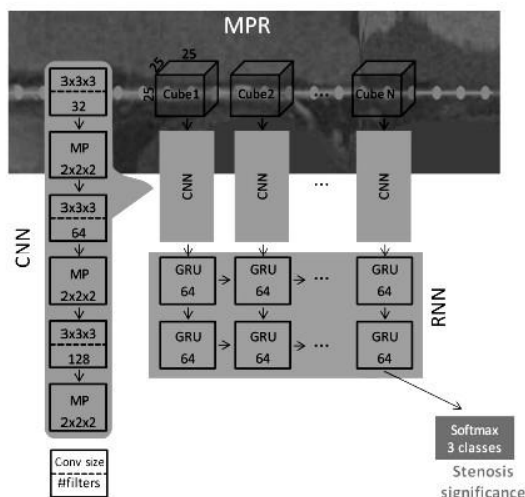 MPR
25
25
25
Cube1
Cube2
...
Cube N
CNN
3x3x3
32
MP
2x2x2
3x3x3
64
MP
2x2x2
3x3x3
128
MP
2x2x2
Conv size
#filters
CNN
CNN
...
CNN
GRU
64
GRU
64
...
GRU
64
GRU
64
GRU
64
...
GRU
64
RNN
Softmax
3 classes
Stenosis
significance